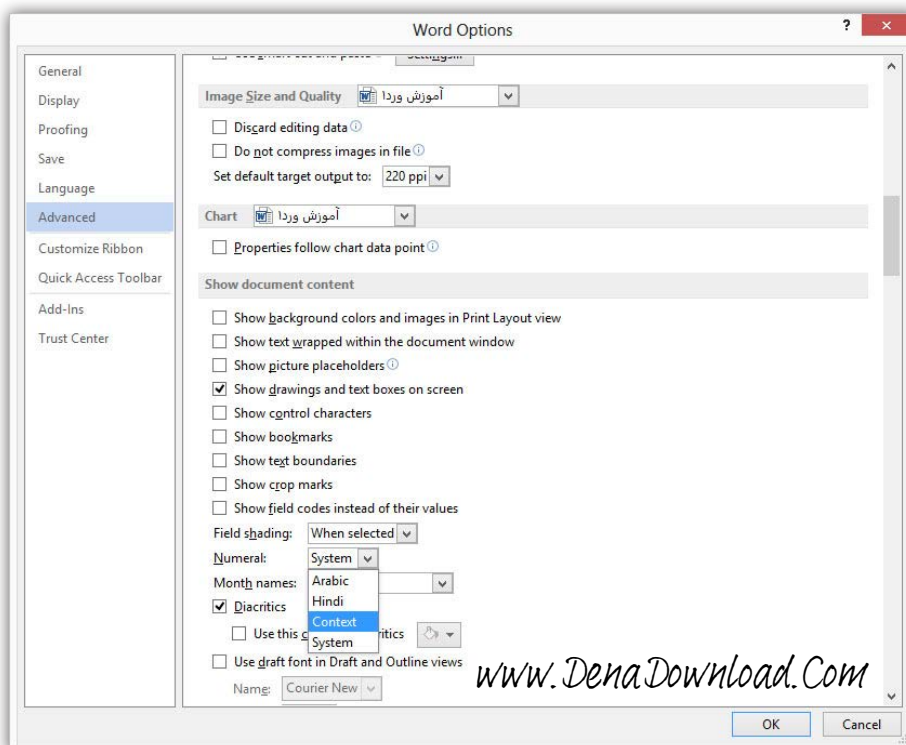 Word Options
?
General
Display
Proofing
Save
Language
Advanced
Customize Ribbon
Quick Access Toolbar
Add-Ins
Trust Center
Image Size and Quality آموزش ورد۱
Discard editing data
Do not compress images in file
Set default target output to: 220 ppi
Chart آموزش ورد۱
Properties follow chart data point
Show document content
Show background colors and images in Print Layout view
Show text wrapped within the document window
Show picture placeholders
Show drawings and text boxes on screen
Show control characters
Show bookmarks
Show text boundaries
Show crop marks
Show field codes instead of their values
Field shading: When selected
Numeral: System
Arabic
Hindi
Context
System
Month names:
Diacritics
Use this
Use draft font in Draft and Outline views
Name: Courier New
www.DenaDownload.Com
OK Cancel